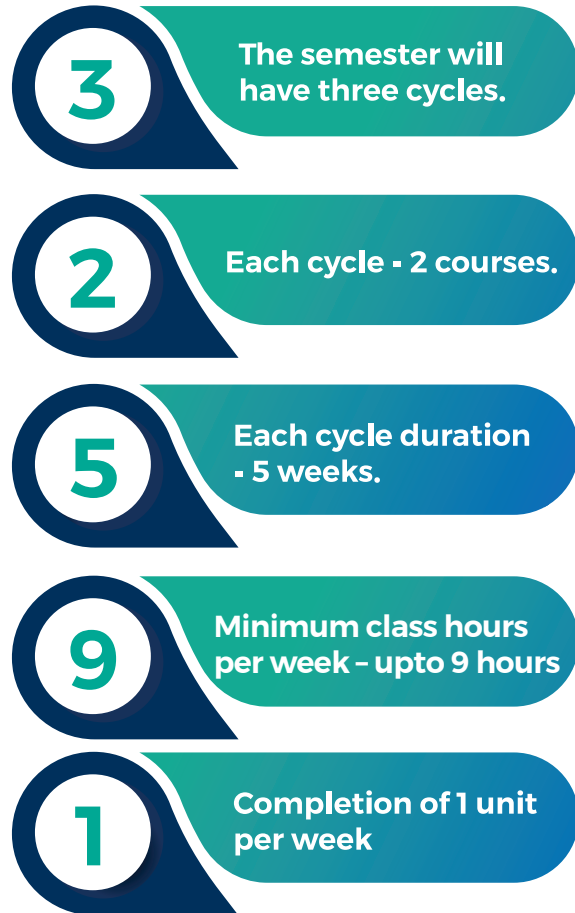 3
The semester will
have three cycles.
2
Each cycle - 2 courses.
5
Each cycle duration
- 5 weeks.
9
Minimum class hours
per week – upto 9 hours
1
Completion of 1 unit
per week